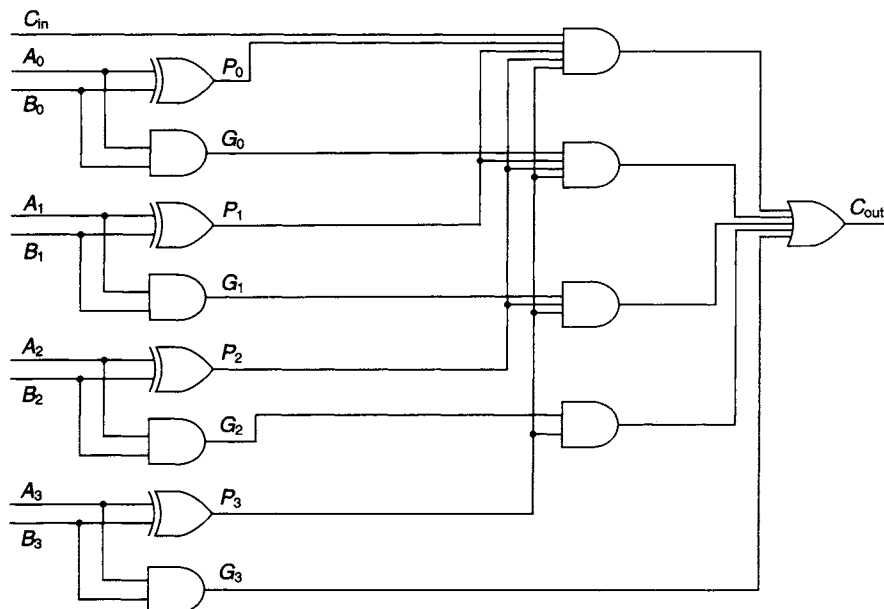 C_in
A_0
P_0
B_0
G_0
A_1
P_1
C_out
B_1
G_1
A_2
P_2
B_2
G_2
A_3
P_3
B_3
G_3